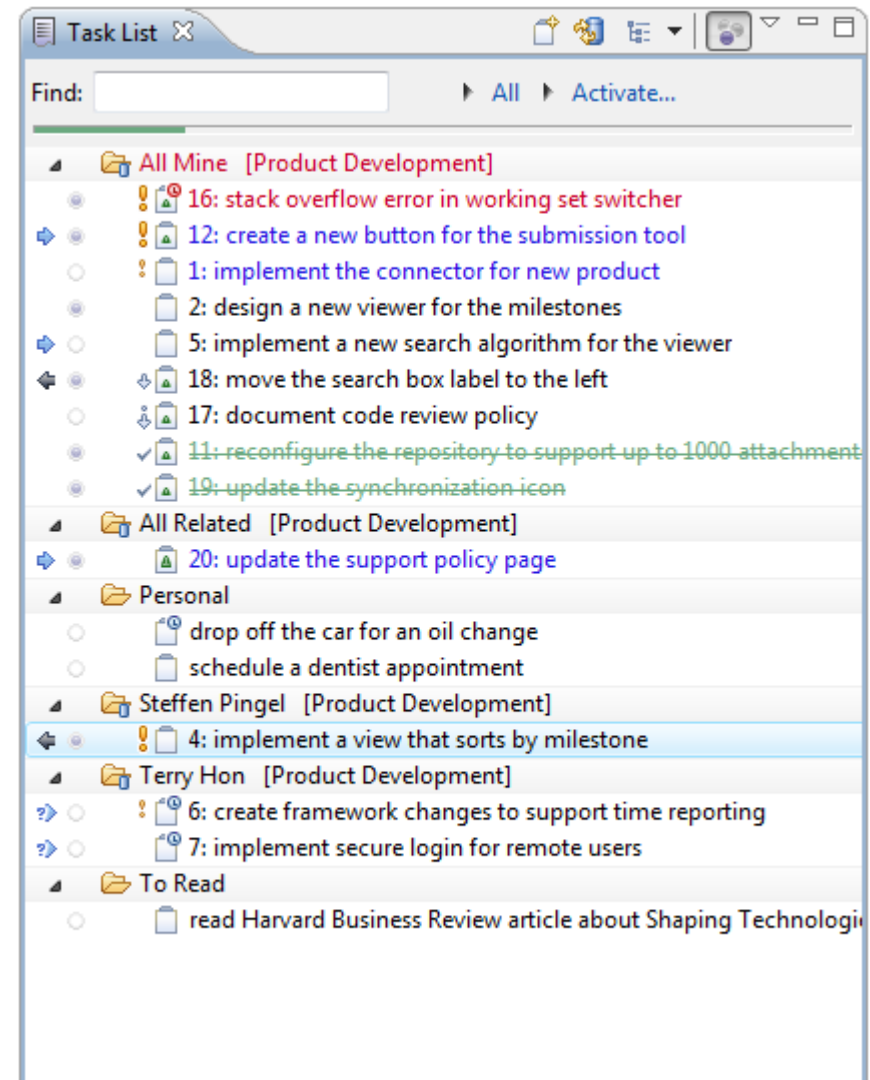 Task List
Find: All Activate...
All Mine [Product Development]
16: stack overflow error in working set switcher
12: create a new button for the submission tool
1: implement the connector for new product
2: design a new viewer for the milestones
5: implement a new search algorithm for the viewer
18: move the search box label to the left
17: document code review policy
11: reconfigure the repository to support up to 1000 attachment
19: update the synchronization icon
All Related [Product Development]
20: update the support policy page
Personal
drop off the car for an oil change
schedule a dentist appointment
Steffen Pingel [Product Development]
4: implement a view that sorts by milestone
Terry Hon [Product Development]
6: create framework changes to support time reporting
7: implement secure login for remote users
To Read
read Harvard Business Review article about Shaping Technologi